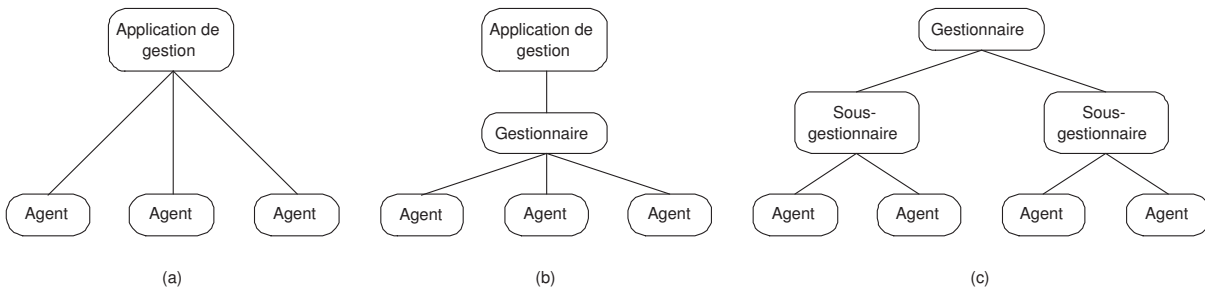 Application de
gestion
Agent
Agent
Agent
(a)
Application de
gestion
Gestionnaire
Agent
Agent
Agent
(b)
Gestionnaire
Sous-
gestionnaire
Sous-
gestionnaire
Agent
Agent
Agent
Agent
(c)